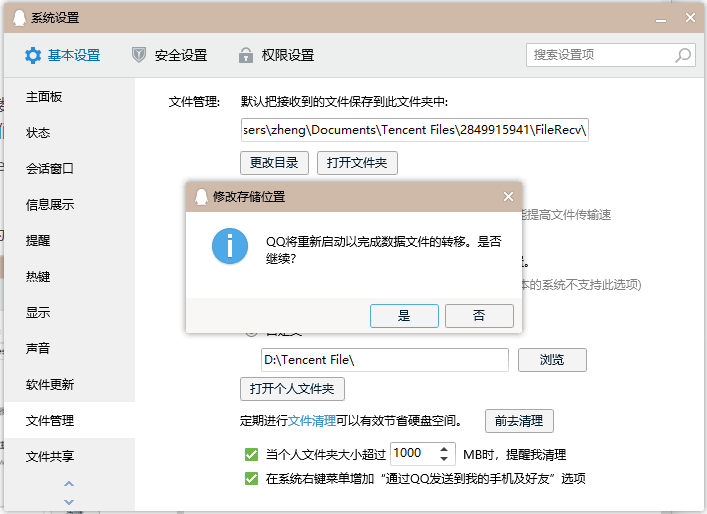 系统设置
基本设置
安全设置
权限设置
搜索设置项
主面板
状态
会话窗口
信息展示
提醒
热键
显示
声音
软件更新
文件管理
文件共享
文件管理:
默认把接收到的文件保存到此文件夹中:
sers\zheng\Documents\Tencent Files\2849915941\FileRecv\
更改目录
打开文件夹
能提高文件传输速
本的系统不支持此选项)
修改存储位置
QQ将重新启动以完成数据文件的转移。是否
继续?
是
否
D:\Tencent File\
浏览
打开个人文件夹
定期进行文件清理可以有效节省硬盘空间。
前去清理
当个人文件夹大小超过 1000 MB时，提醒我清理
在系统右键菜单增加“通过QQ发送到我的手机及好友”选项